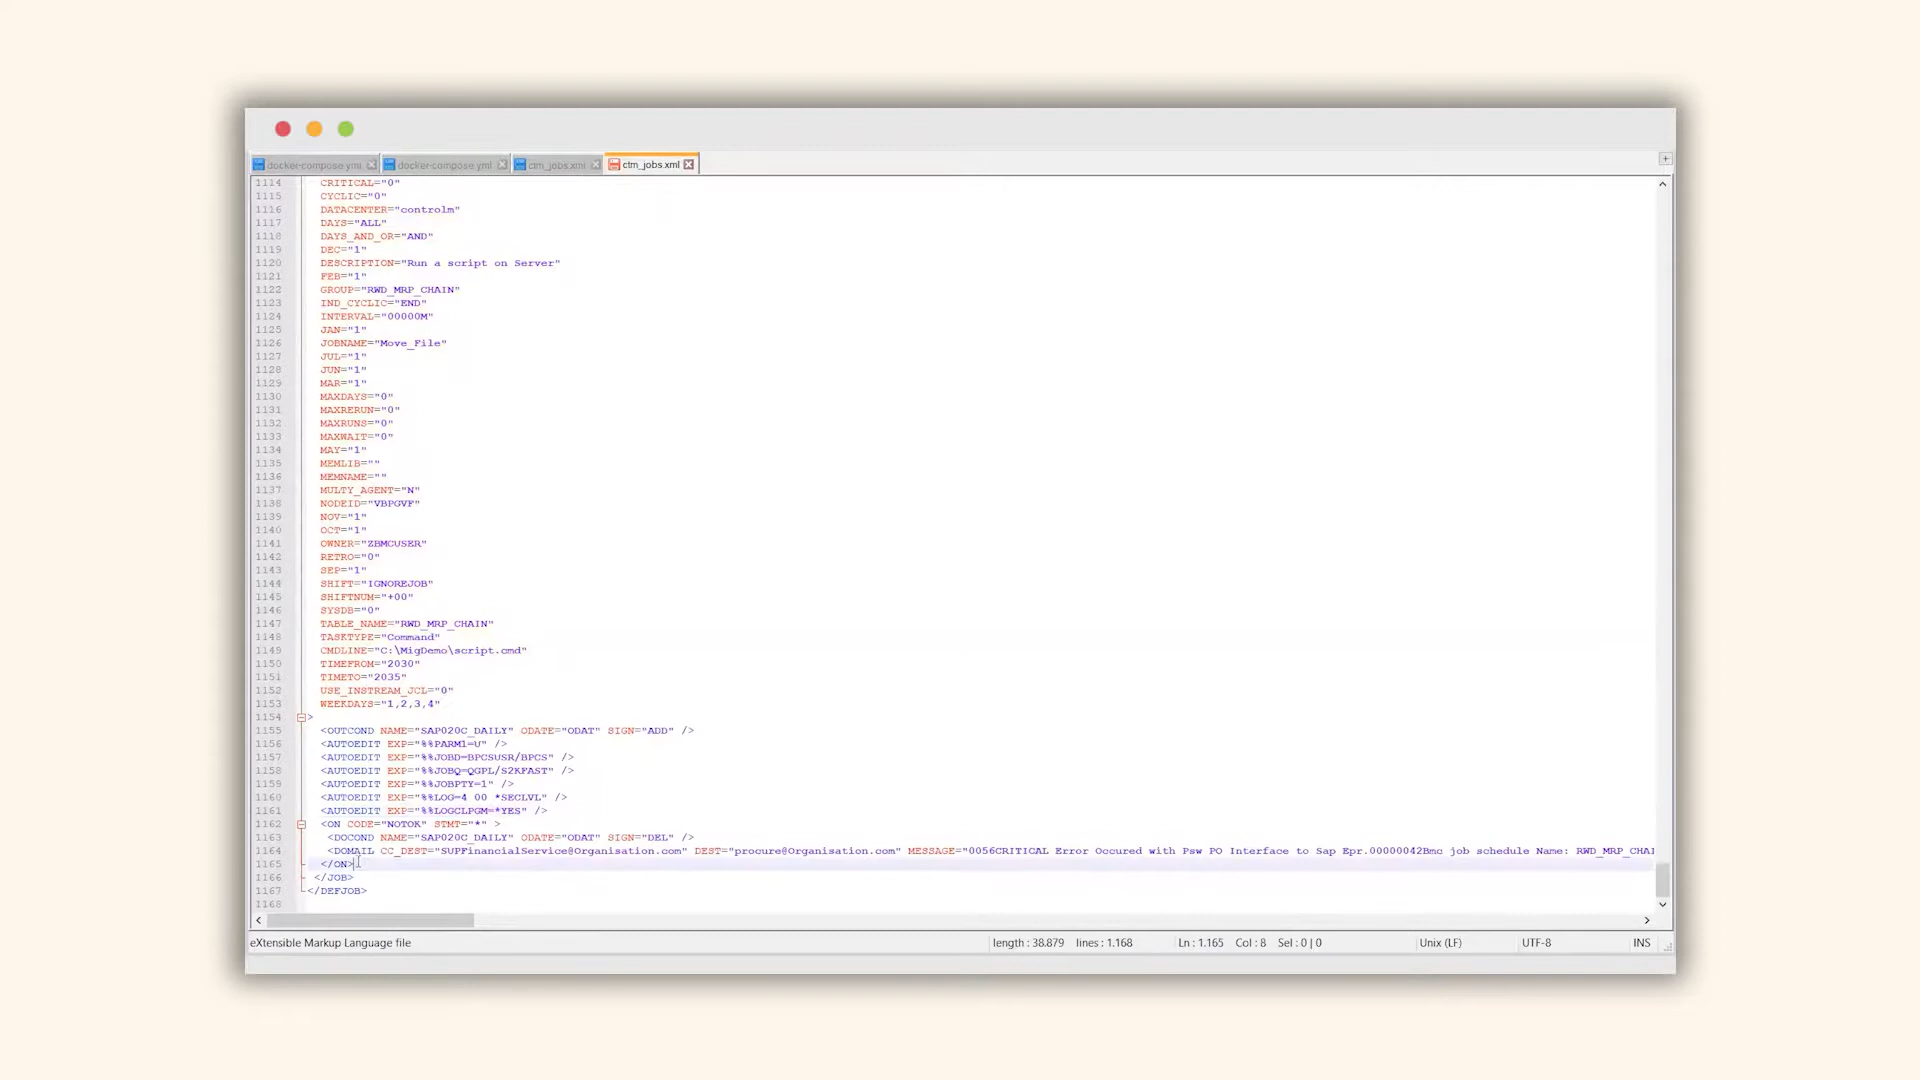 docker-compose.yml docker-compose.yml ctm_jobs.xml ctm_jobs.xml
1114 CRITICAL="0"
1115 CYCLIC="0"
1116 DATACENTER="controlm"
1117 DAYS="ALL"
1118 DAYS_AND_OR="AND"
1119 DEC="1"
1120 DESCRIPTION="Run a script on Server"
1121 FEB="1"
1122 GROUP="RWD_MRP_CHAIN"
1123 IND_CYCLIC="END"
1124 INTERVAL="00000M"
1125 JAN="1"
1126 JOBNAME="Move_File"
1127 JUL="1"
1128 JUN="1"
1129 MAR="1"
1130 MAXDAYS="0"
1131 MAXRERUN="0"
1132 MAXRUNS="0"
1133 MAXWAIT="0"
1134 MAY="1"
1135 MEMLIB=""
1136 MEMNAME=""
1137 MULTY_AGENT="N"
1138 NODEID="VBPGVF"
1139 NOV="1"
1140 OCT="1"
1141 OWNER="ZBMCUSER"
1142 RETRO="0"
1143 SEP="1"
1144 SHIFT="IGNOREJOB"
1145 SHIFTNUM="+00"
1146 SYSDB="0"
1147 TABLE_NAME="RWD_MRP_CHAIN"
1148 TASKTYPE="Command"
1149 CMDLINE="C:\MigDemo\script.cmd"
1150 TIMEFROM="2030"
1151 TIMETO="2035"
1152 USE_INSTREAM_JCL="0"
1153 WEEKDAYS="1,2,3,4"
1154 >
1155 <OUTCOND NAME="SAP020C_DAILY" ODATE="ODAT" SIGN="ADD" />
1156 <AUTOEDIT EXP="%%PARM1=U" />
1157 <AUTOEDIT EXP="%%JOBD=BPCSUSR/BPCS" />
1158 <AUTOEDIT EXP="%%JOBQ=QGPL/S2KFAST" />
1159 <AUTOEDIT EXP="%%JOBPTY=1" />
1160 <AUTOEDIT EXP="%%LOG=4 00 *SECLVL" />
1161 <AUTOEDIT EXP="%%LOGCLPGM=*YES" />
1162 <ON CODE="NOTOK" STMT="*" >
1163 <DOCOND NAME="SAP020C_DAILY" ODATE="ODAT" SIGN="DEL" />
1164 <DOMAIL CC_DEST="SUPFinancialService@Organisation.com" DEST="procure@Organisation.com" MESSAGE="0056CRITICAL Error Occured with Psw PO Interface to Sap Epr.00000042Bmc job schedule Name: RWD_MRP_CHAI
1165 </ON>
1166 </JOB>
1167 </DEFJOB>
1168
eXtensible Markup Language file length : 38.879 lines : 1.168 Ln : 1.165 Col : 8 Sel : 0 | 0 Unix (LF) UTF-8 INS